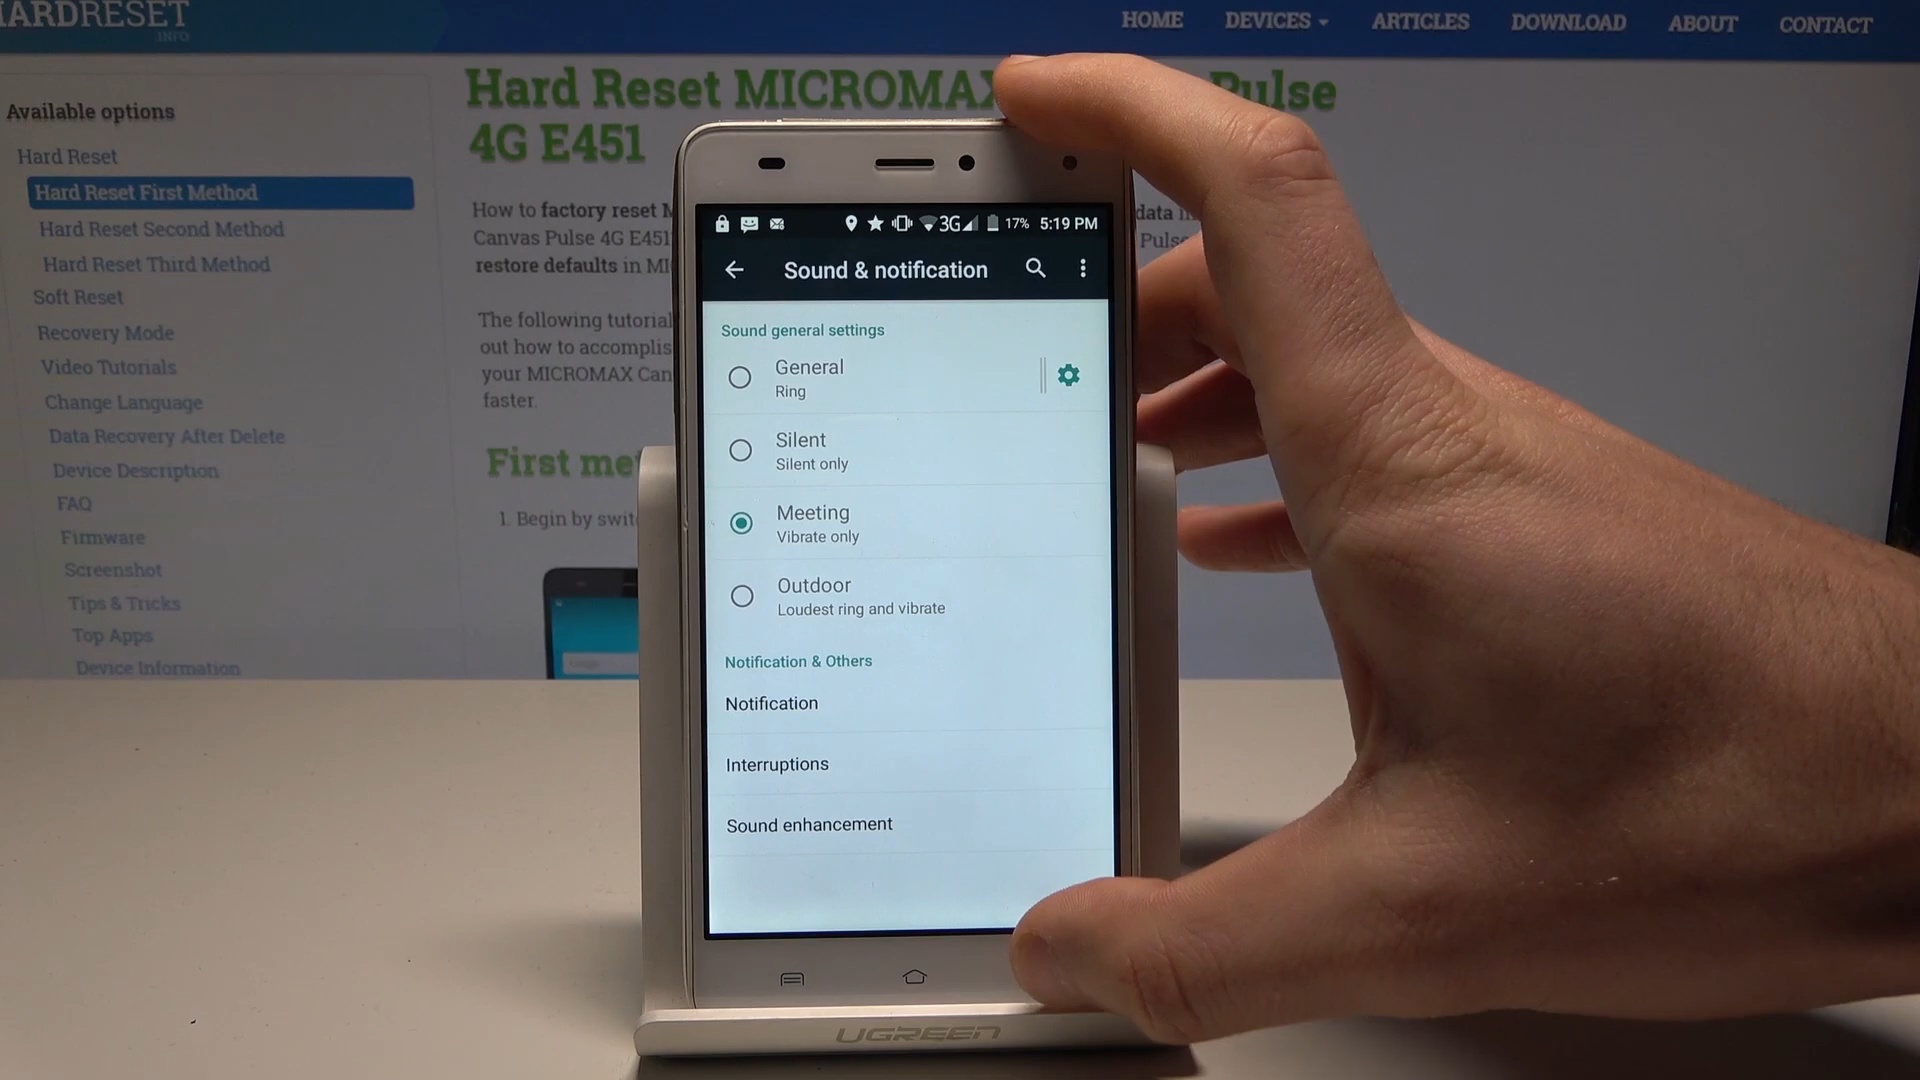 HARDRESET
.INFO
HOME DEVICES ARTICLES DOWNLOAD ABOUT CONTACT
Available options
Hard Reset
Hard Reset First Method
Hard Reset Second Method
Hard Reset Third Method
Soft Reset
Recovery Mode
Video Tutorials
Change Language
Data Recovery After Delete
Device Description
FAQ
Firmware
Screenshot
Tips & Tricks
Top Apps
Device Information
Hard Reset MICROMAX Pulse
4G E451
How to factory reset data in
Canvas Pulse 4G E451
restore defaults in
The following tutorial
out how to accomplis
your MICROMAX Can
faster.
1. Begin by swit
3G 17% 5:19 PM
Sound & notification
Sound general settings
General
Ring
Silent
Silent only
Meeting
Vibrate only
Outdoor
Loudest ring and vibrate
Notification & Others
Notification
Interruptions
Sound enhancement
UGREEN